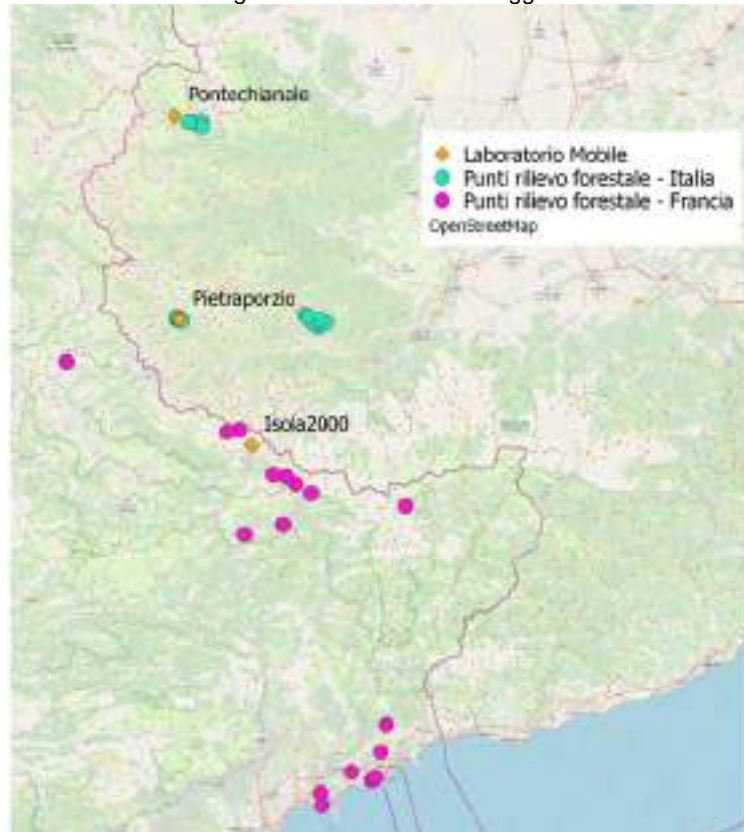 Pontechianale
Laboratorio Mobile
Punti rilievo forestale - Italia
Punti rilievo forestale - Francia
OpenStreetMap
Pietraporzio
Isola2000